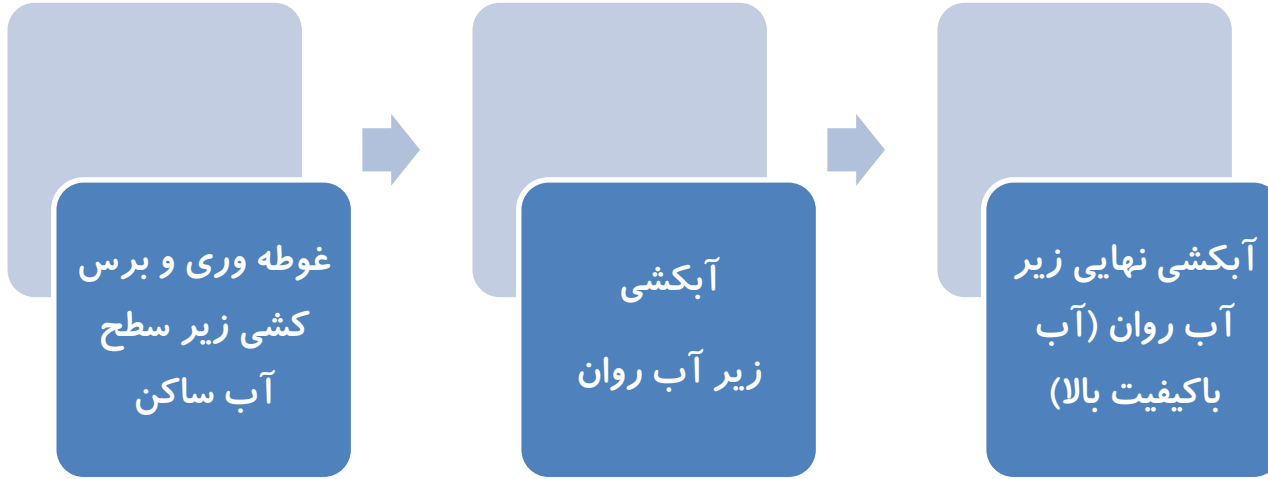 غوطه وری و برس
کشی زیر سطح
آب ساکن
آبکشی
زیر آب روان
آبکشی نهایی زیر
آب روان (آب
باکیفیت بالا)